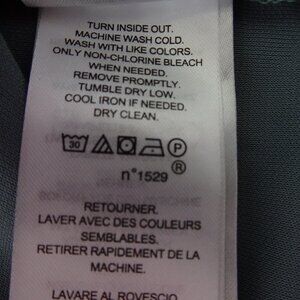 TURN INSIDE OUT.
MACHINE WASH COLD.
WASH WITH LIKE COLORS.
ONLY NON-CHLORINE BLEACH
WHEN NEEDED.
REMOVE PROMPTLY.
TUMBLE DRY LOW.
COOL IRON IF NEEDED.
DRY CLEAN.
30 P
®
n°1529
RETOURNER.
LAVER AVEC DES COULEURS
SEMBLABLES.
RETIRER RAPIDEMENT DE LA
MACHINE.
LAVARE AL ROVESCIO